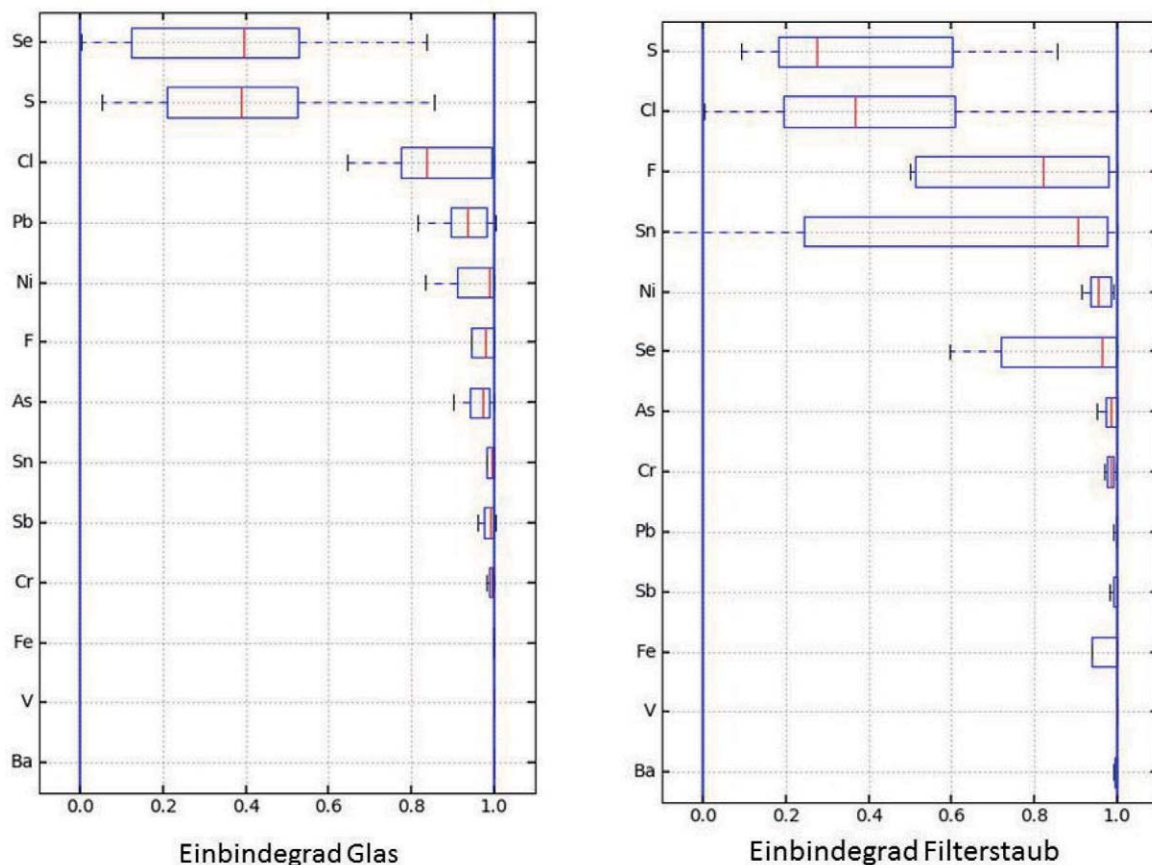 Se
S
Cl
Pb
Ni
F
As
Sn
Sb
Cr
Fe
V
Ba
0.0 0.2 0.4 0.6 0.8 1.0
Einbindegrad Glas
S
Cl
F
Sn
Ni
Se
As
Cr
Pb
Sb
Fe
V
Ba
0.0 0.2 0.4 0.6 0.8 1.0
Einbindegrad Filterstaub